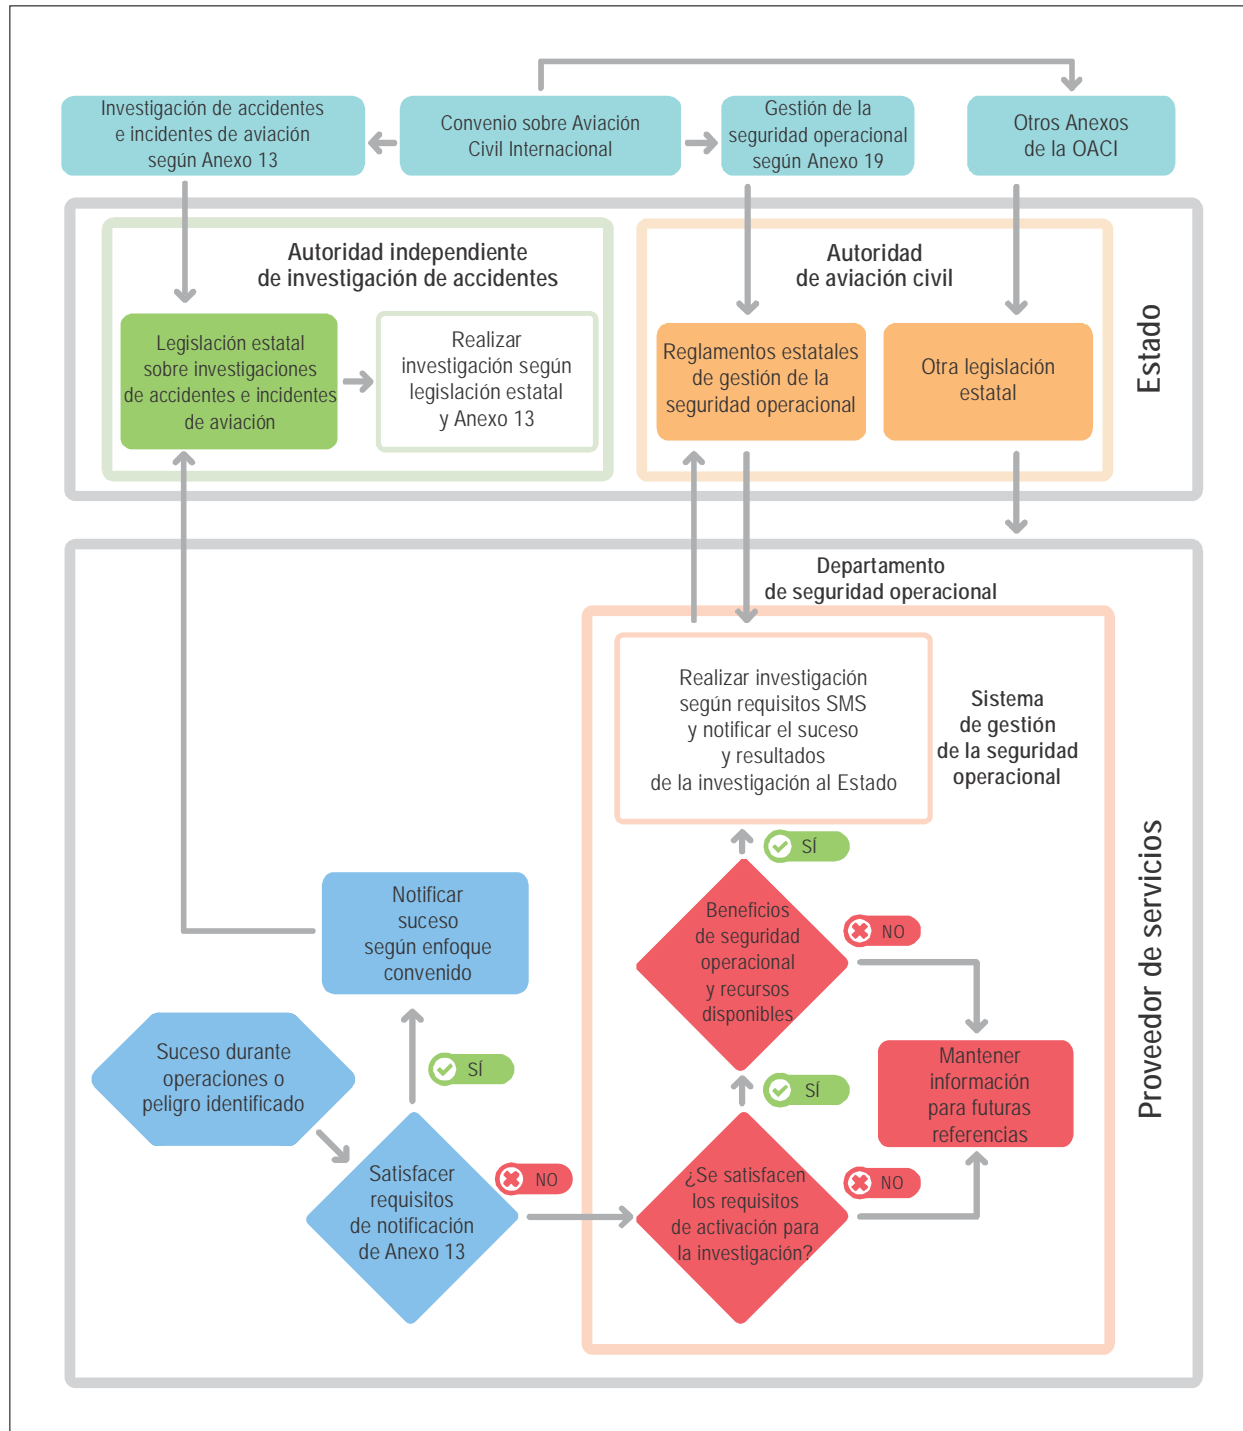 Investigación de accidentes
e incidentes de aviación
según Anexo 13
Convenio sobre Aviación
Civil Internacional
Gestión de la
seguridad operacional
según Anexo 19
Otros Anexos
de la OACI
Autoridad independiente
de investigación de accidentes
Legislación estatal
sobre investigaciones
de accidentes e incidentes
de aviación
Realizar
investigación según
legislación estatal
y Anexo 13
Autoridad
de aviación civil
Reglamentos estatales
de gestión de la
seguridad operacional
Otra legislación
estatal
Estado
Departamento
de seguridad operacional
Realizar investigación
según requisitos SMS
y notificar el suceso
y resultados
de la investigación al Estado
Sistema
de gestión
de la seguridad
operacional
SÍ
Beneficios
de seguridad
operacional
y recursos
disponibles
NO
Notificar
suceso
según enfoque
convenido
Suceso durante
operaciones o
peligro identificado
SÍ
SÍ
Mantener
información
para futuras
referencias
Satisfacer
requisitos
de notificación
de Anexo 13
NO
¿Se satisfacen
los requisitos
de activación para
la investigación?
NO
Proveedor de servicios